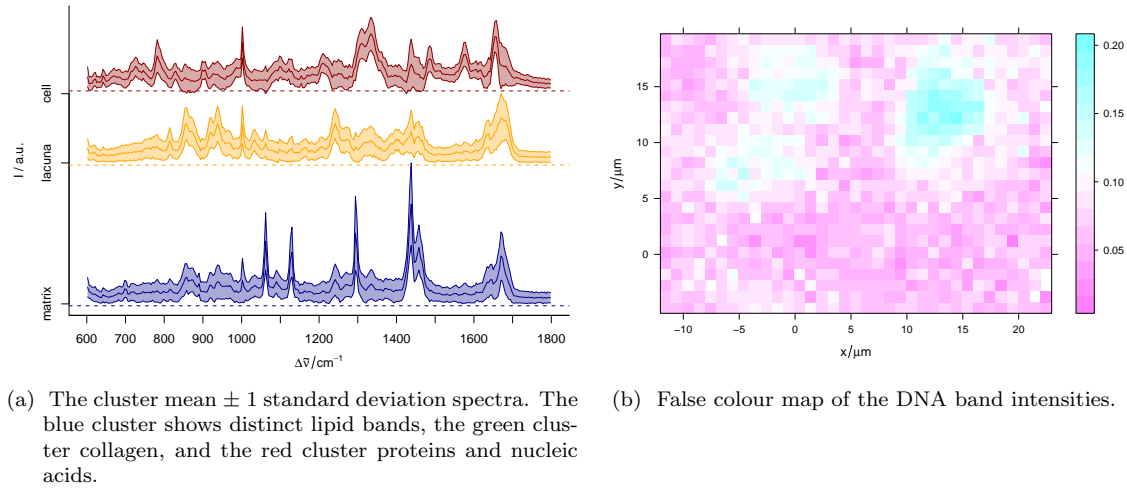 cell
lacuna
matrix
I / a.u.
600 700 800 900 1000 1200 1400 1600 1800
Δṽ/cm⁻¹
15
10
5
0
y/μm
−10 −5 0 5 10 15 20
x/μm
0.20
0.15
0.10
0.05
(a) The cluster mean ± 1 standard deviation spectra. The
blue cluster shows distinct lipid bands, the green clus-
ter collagen, and the red cluster proteins and nucleic
acids.
(b) False colour map of the DNA band intensities.